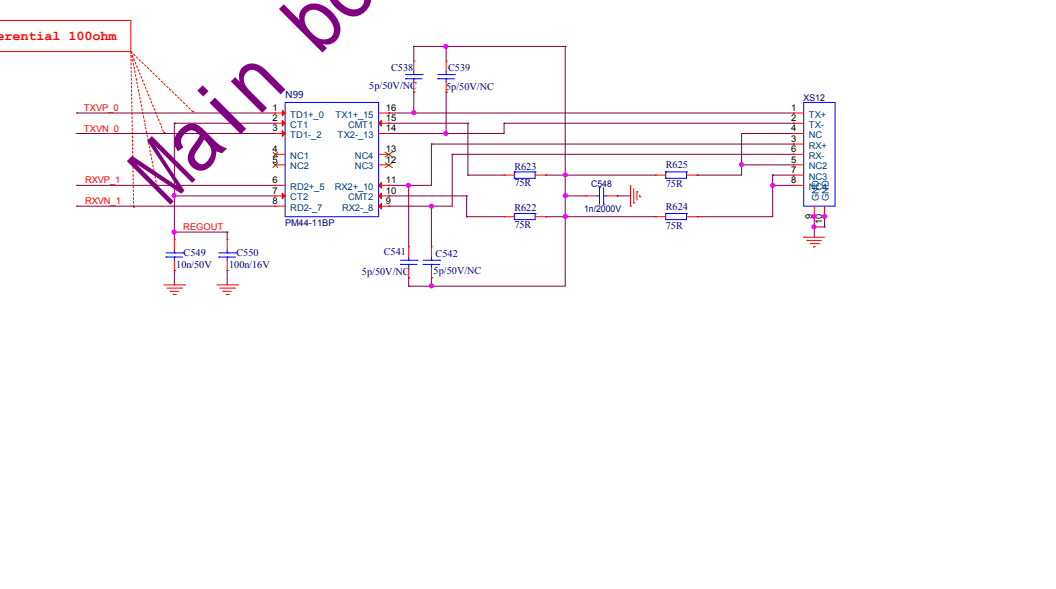 erential 100ohm
Main bo
C538
5p/50V/NC
C539
5p/50V/NC
N99
TXVP_0
TXVN_0
RXVP_1
RXVN_1
1
2
3
4
5
6
7
8
TD1+_0
CT1
TD1-_2
NC1
NC2
RD2+_5
CT2
RD2-_7
TX1+_15
CMT1
TX2-_13
NC4
NC3
RX2+_10
CMT2
RX2-_8
16
15
14
13
12
11
10
9
PM44-11BP
REGOUT
C549
10n/50V
C550
100n/16V
C541
5p/50V/NC
C542
5p/50V/NC
R623
75R
R622
75R
C548
1n/2000V
R625
75R
R624
75R
XS12
1
2
4
3
6
5
7
8
TX+
TX-
NC
RX+
RX-
NC2
NC3
GND
GND
9
10